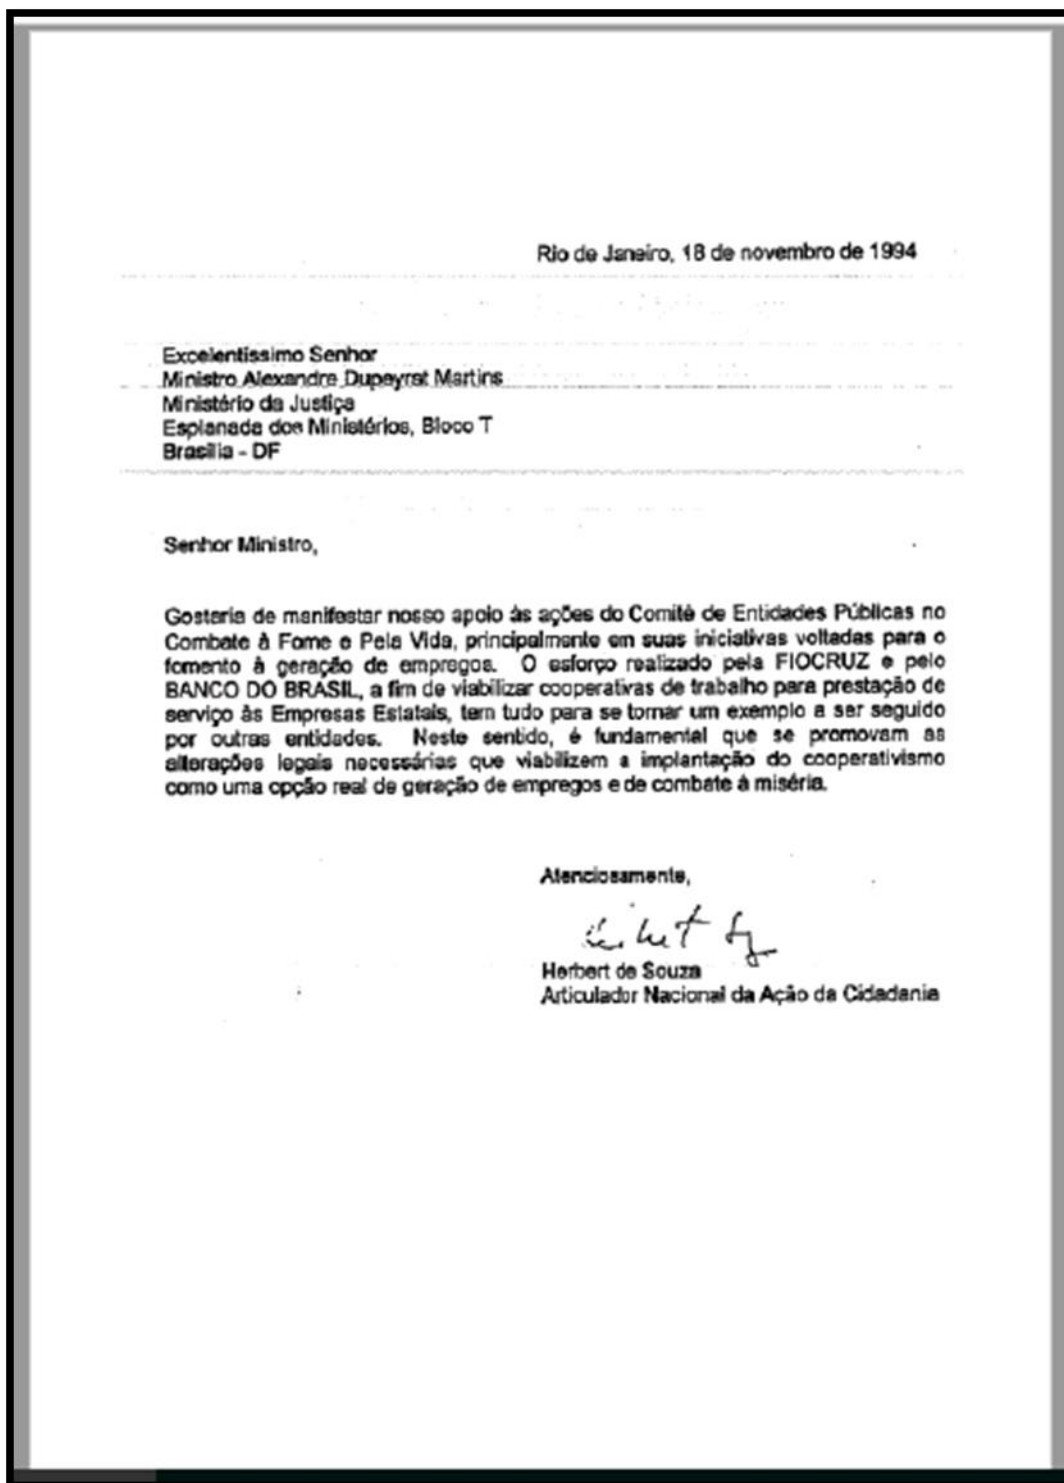 Rio de Janeiro, 18 de novembro de 1994
Excelentíssimo Senhor
Ministro Alexandre Dupeyrat Martins
Ministério da Justiça
Esplanada dos Ministérios, Bloco T
Brasília - DF
Senhor Ministro,
Gostaria de manifestar nosso apoio às ações do Comitê de Entidades Públicas no
Combate à Fome e Pela Vida, principalmente em suas iniciativas voltadas para o
fomento à geração de empregos. O esforço realizado pela FIOCRUZ e pelo
BANCO DO BRASIL, a fim de viabilizar cooperativas de trabalho para prestação de
serviço às Empresas Estatais, tem tudo para se tornar um exemplo a ser seguido
por outras entidades. Neste sentido, é fundamental que se promovam as
alterações legais necessárias que viabilizem a implantação do cooperativismo
como uma opção real de geração de empregos e de combate à miséria.
Atenciosamente,
Herbert de Souza
Articulador Nacional da Ação da Cidadania